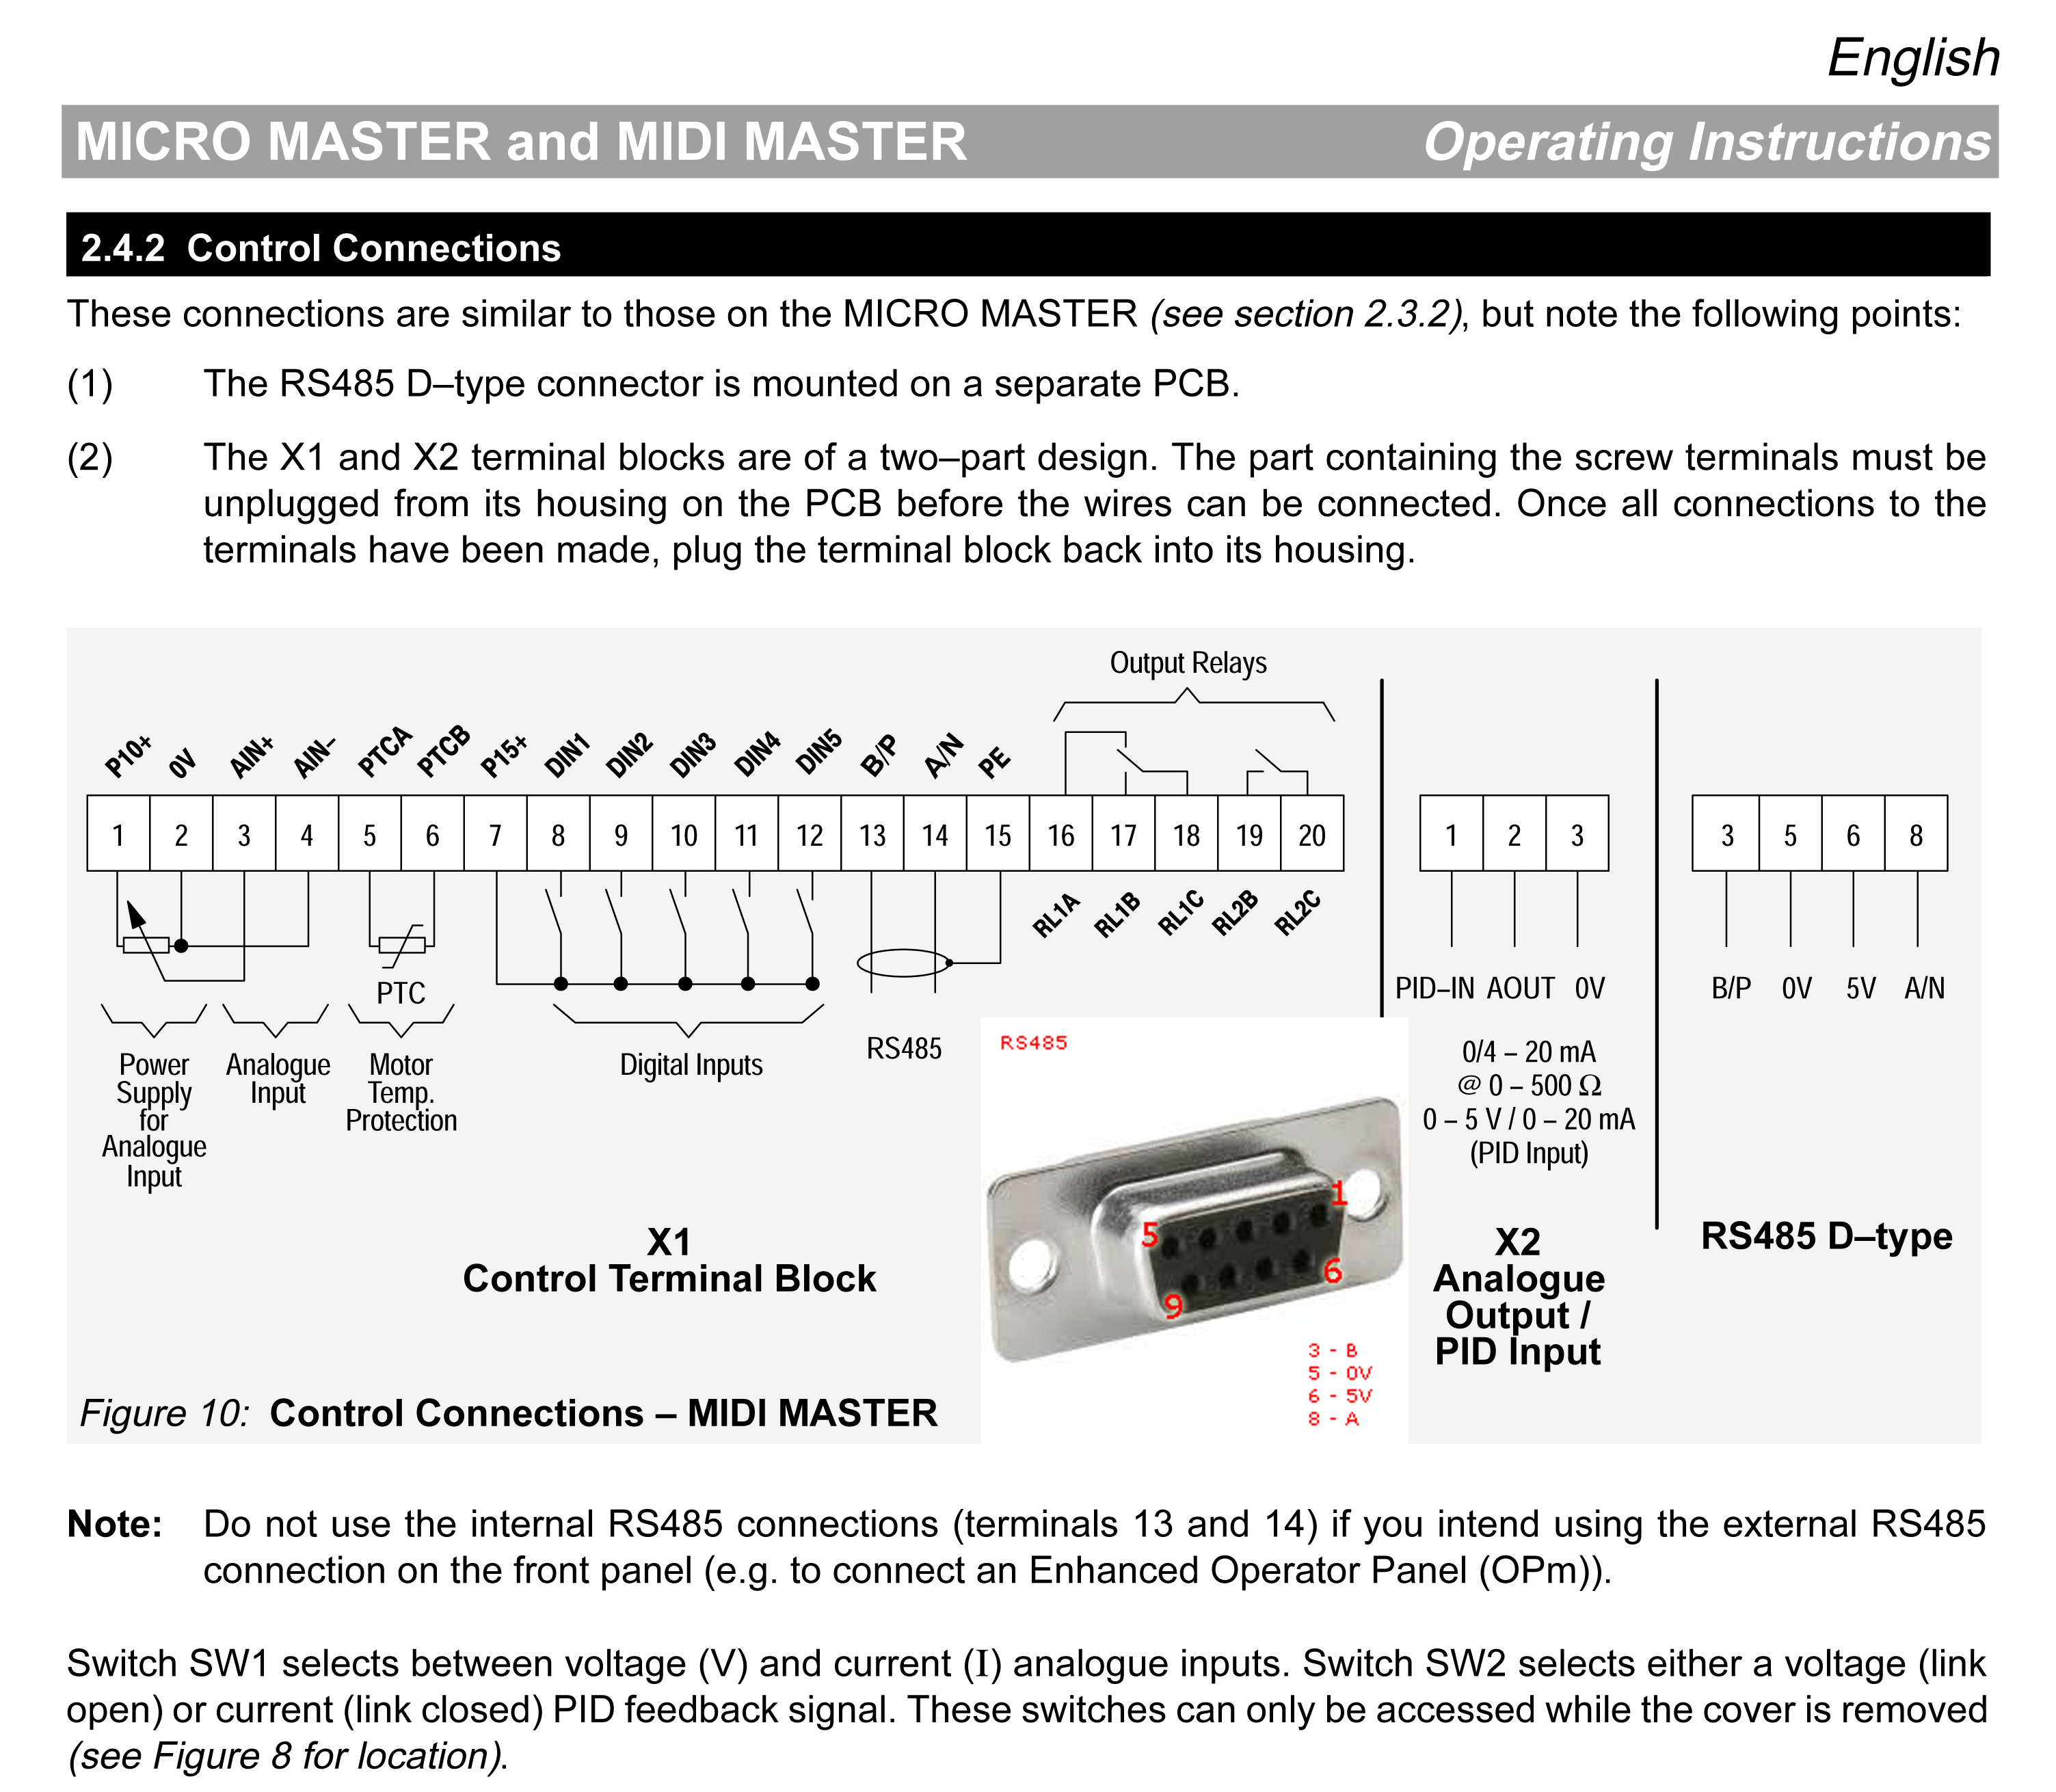 English
MICRO MASTER and MIDI MASTER Operating Instructions
2.4.2 Control Connections
These connections are similar to those on the MICRO MASTER (see section 2.3.2), but note the following points:
(1) The RS485 D–type connector is mounted on a separate PCB.
(2) The X1 and X2 terminal blocks are of a two–part design. The part containing the screw terminals must be
unplugged from its housing on the PCB before the wires can be connected. Once all connections to the
terminals have been made, plug the terminal block back into its housing.
Output Relays
P10+ 0V AIN+ AIN– PTCA PTCB P15+ DIN1 DIN2 DIN3 DIN4 DIN5 B/P A/N PE
1 2 3 4 5 6 7 8 9 10 11 12 13 14 15 16 17 18 19 20
RL1A RL1B RL1C RL2B RL2C
PTC
Power
Supply
for
Analogue
Input
Analogue
Input
Motor
Temp.
Protection
Digital Inputs
RS485
X1
Control Terminal Block
1 2 3
PID–IN AOUT 0V
0/4 – 20 mA
@ 0 – 500 Ω
0 – 5 V / 0 – 20 mA
(PID Input)
X2
Analogue
Output /
PID Input
3 5 6 8
B/P 0V 5V A/N
RS485 D–type
RS485
1
5
6
9
3 - B
5 - 0V
6 - 5V
8 - A
Figure 10: Control Connections – MIDI MASTER
Note: Do not use the internal RS485 connections (terminals 13 and 14) if you intend using the external RS485
connection on the front panel (e.g. to connect an Enhanced Operator Panel (OPm)).
Switch SW1 selects between voltage (V) and current (I) analogue inputs. Switch SW2 selects either a voltage (link
open) or current (link closed) PID feedback signal. These switches can only be accessed while the cover is removed
(see Figure 8 for location).